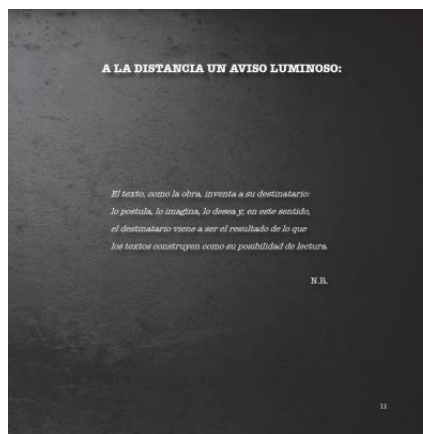 A LA DISTANCIA UN AVISO LUMINOSO:
El texto, como la obra, inventa a su destinatario:
lo postula, lo imagina, lo desea y, en este sentido,
el destinatario viene a ser el resultado de lo que
los textos construyen como su posibilidad de lectura.
N.R.
11